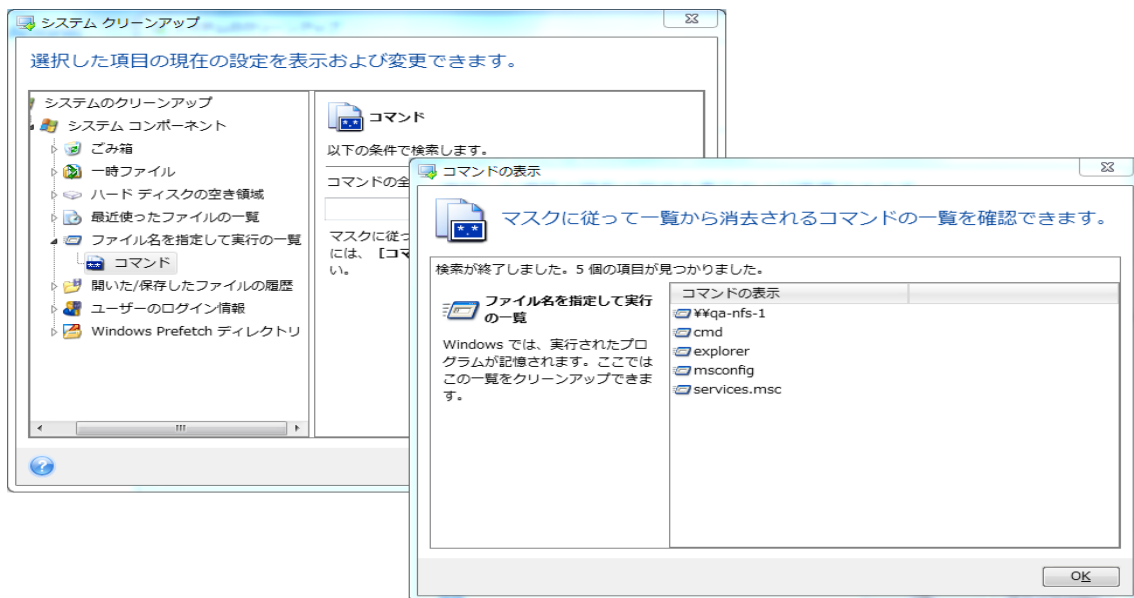 システム クリーンアップ
選択した項目の現在の設定を表示および変更できます。
システムのクリーンアップ
システム コンポーネント
ごみ箱
一時ファイル
ハード ディスクの空き領域
最近使ったファイルの一覧
ファイル名を指定して実行の一覧
コマンド
開いた/保存したファイルの履歴
ユーザーのログイン情報
Windows Prefetch ディレクトリ
コマンド
以下の条件で検索します。
コマンドの全
マスクに従っ
には、 [コマ
い。
コマンドの表示
マスクに従って一覧から消去されるコマンドの一覧を確認できます。
検索が終了しました。5 個の項目が見つかりました。
ファイル名を指定して実行
の一覧
Windows では、実行されたプロ
グラムが記憶されます。ここでは
この一覧をクリーンアップできま
す。
コマンドの表示
¥¥qa-nfs-1
cmd
explorer
msconfig
services.msc
OK